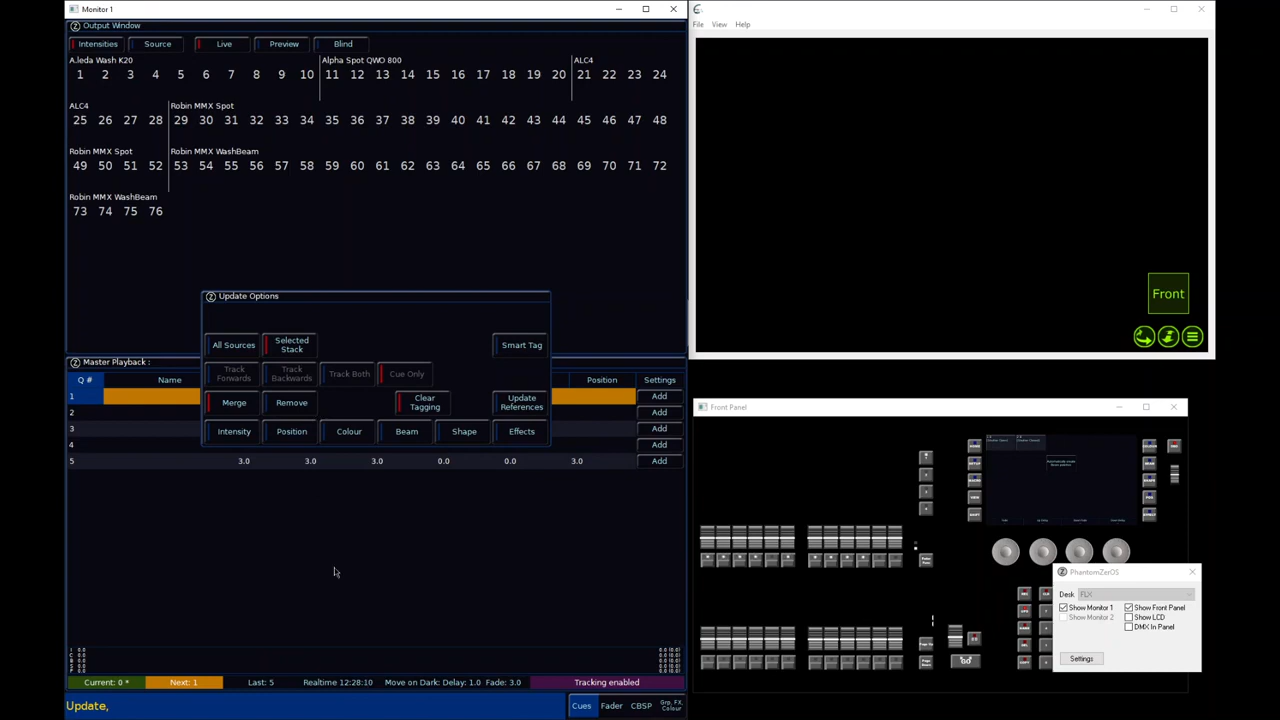 Monitor 1
Output Window
Intensities Source Live Preview Blind
A.leda Wash K20 Alpha Spot QWO 800 ALC4
1 2 3 4 5 6 7 8 9 10 11 12 13 14 15 16 17 18 19 20 21 22 23 24
ALC4 Robin MMX Spot
25 26 27 28 29 30 31 32 33 34 35 36 37 38 39 40 41 42 43 44 45 46 47 48
Robin MMX Spot Robin MMX WashBeam
49 50 51 52 53 54 55 56 57 58 59 60 61 62 63 64 65 66 67 68 69 70 71 72
Robin MMX WashBeam
73 74 75 76
Update Options
All Sources Selected Stack Smart Tag
Track Forwards Track Backwards Track Both Cue Only
Merge Remove Clear Tagging Update References
Intensity Position Colour Beam Shape Effects
Master Playback :
Q # Name Position Settings
1 Add
2 Add
3 Add
4 Add
5 3.0 3.0 3.0 0.0 0.0 3.0 Add
Current: 0 * Next: 1 Last: 5 Realtime 12:28:10 Move on Dark: Delay: 1.0 Fade: 3.0 Tracking enabled
Update,
Cues Fader CBSP Grp, FX, Colour
File View Help
Front
Front Panel
PhantomZerOS
Desk FLX
Show Monitor 1 Show Front Panel
Show Monitor 2 Show LCD
DMX In Panel
Settings
GO